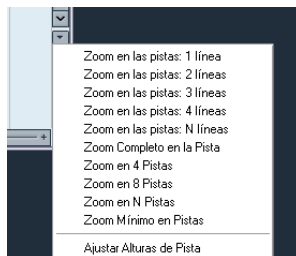 Zoom en las pistas: 1 línea
Zoom en las pistas: 2 líneas
Zoom en las pistas: 3 líneas
Zoom en las pistas: 4 líneas
Zoom en las pistas: N líneas
Zoom Completo en la Pista
Zoom en 4 Pistas
Zoom en 8 Pistas
Zoom en N Pistas
Zoom Mínimo en Pistas
Ajustar Alturas de Pista